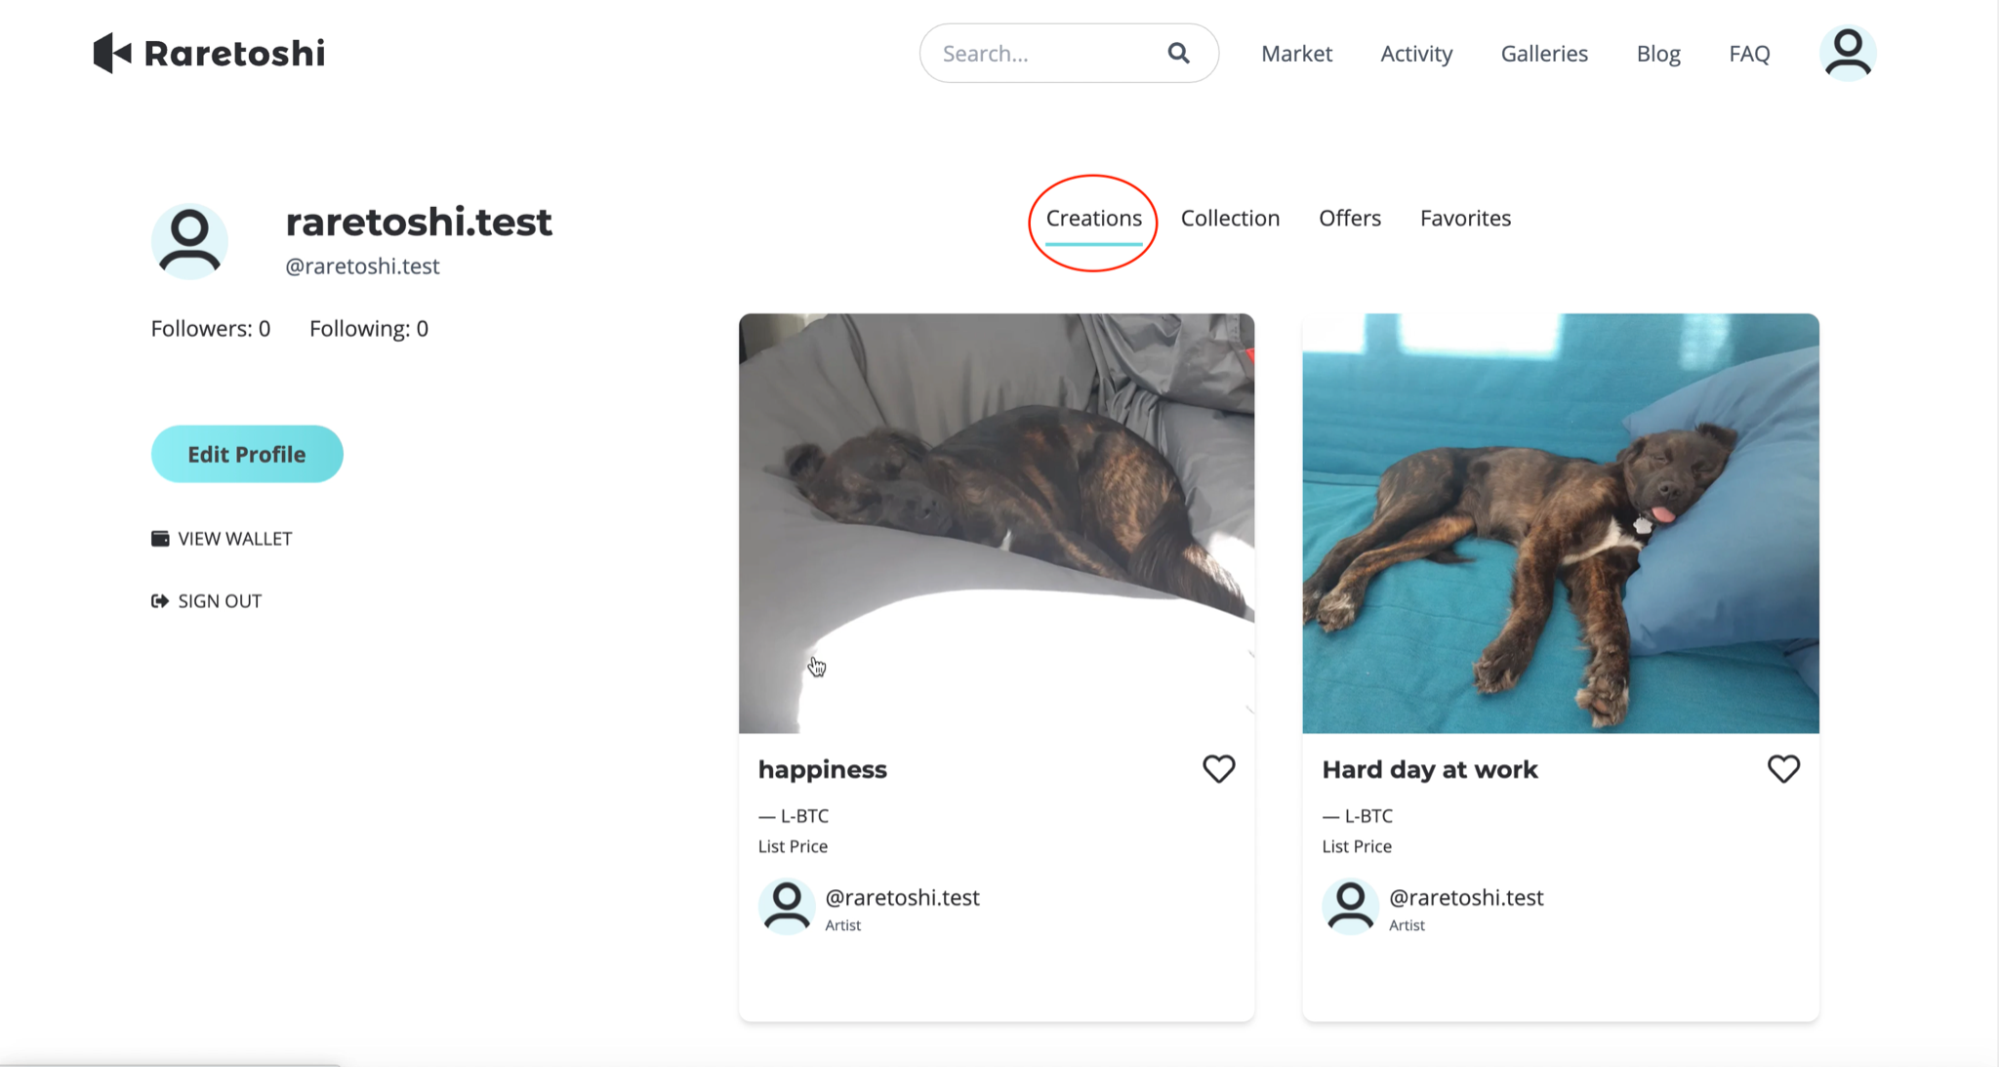 Raretoshi
Search...
Market
Activity
Galleries
Blog
FAQ
raretoshi.test
@raretoshi.test
Followers: 0
Following: 0
Edit Profile
VIEW WALLET
SIGN OUT
Creations
Collection
Offers
Favorites
happiness
— L-BTC
List Price
@raretoshi.test
Artist
Hard day at work
— L-BTC
List Price
@raretoshi.test
Artist